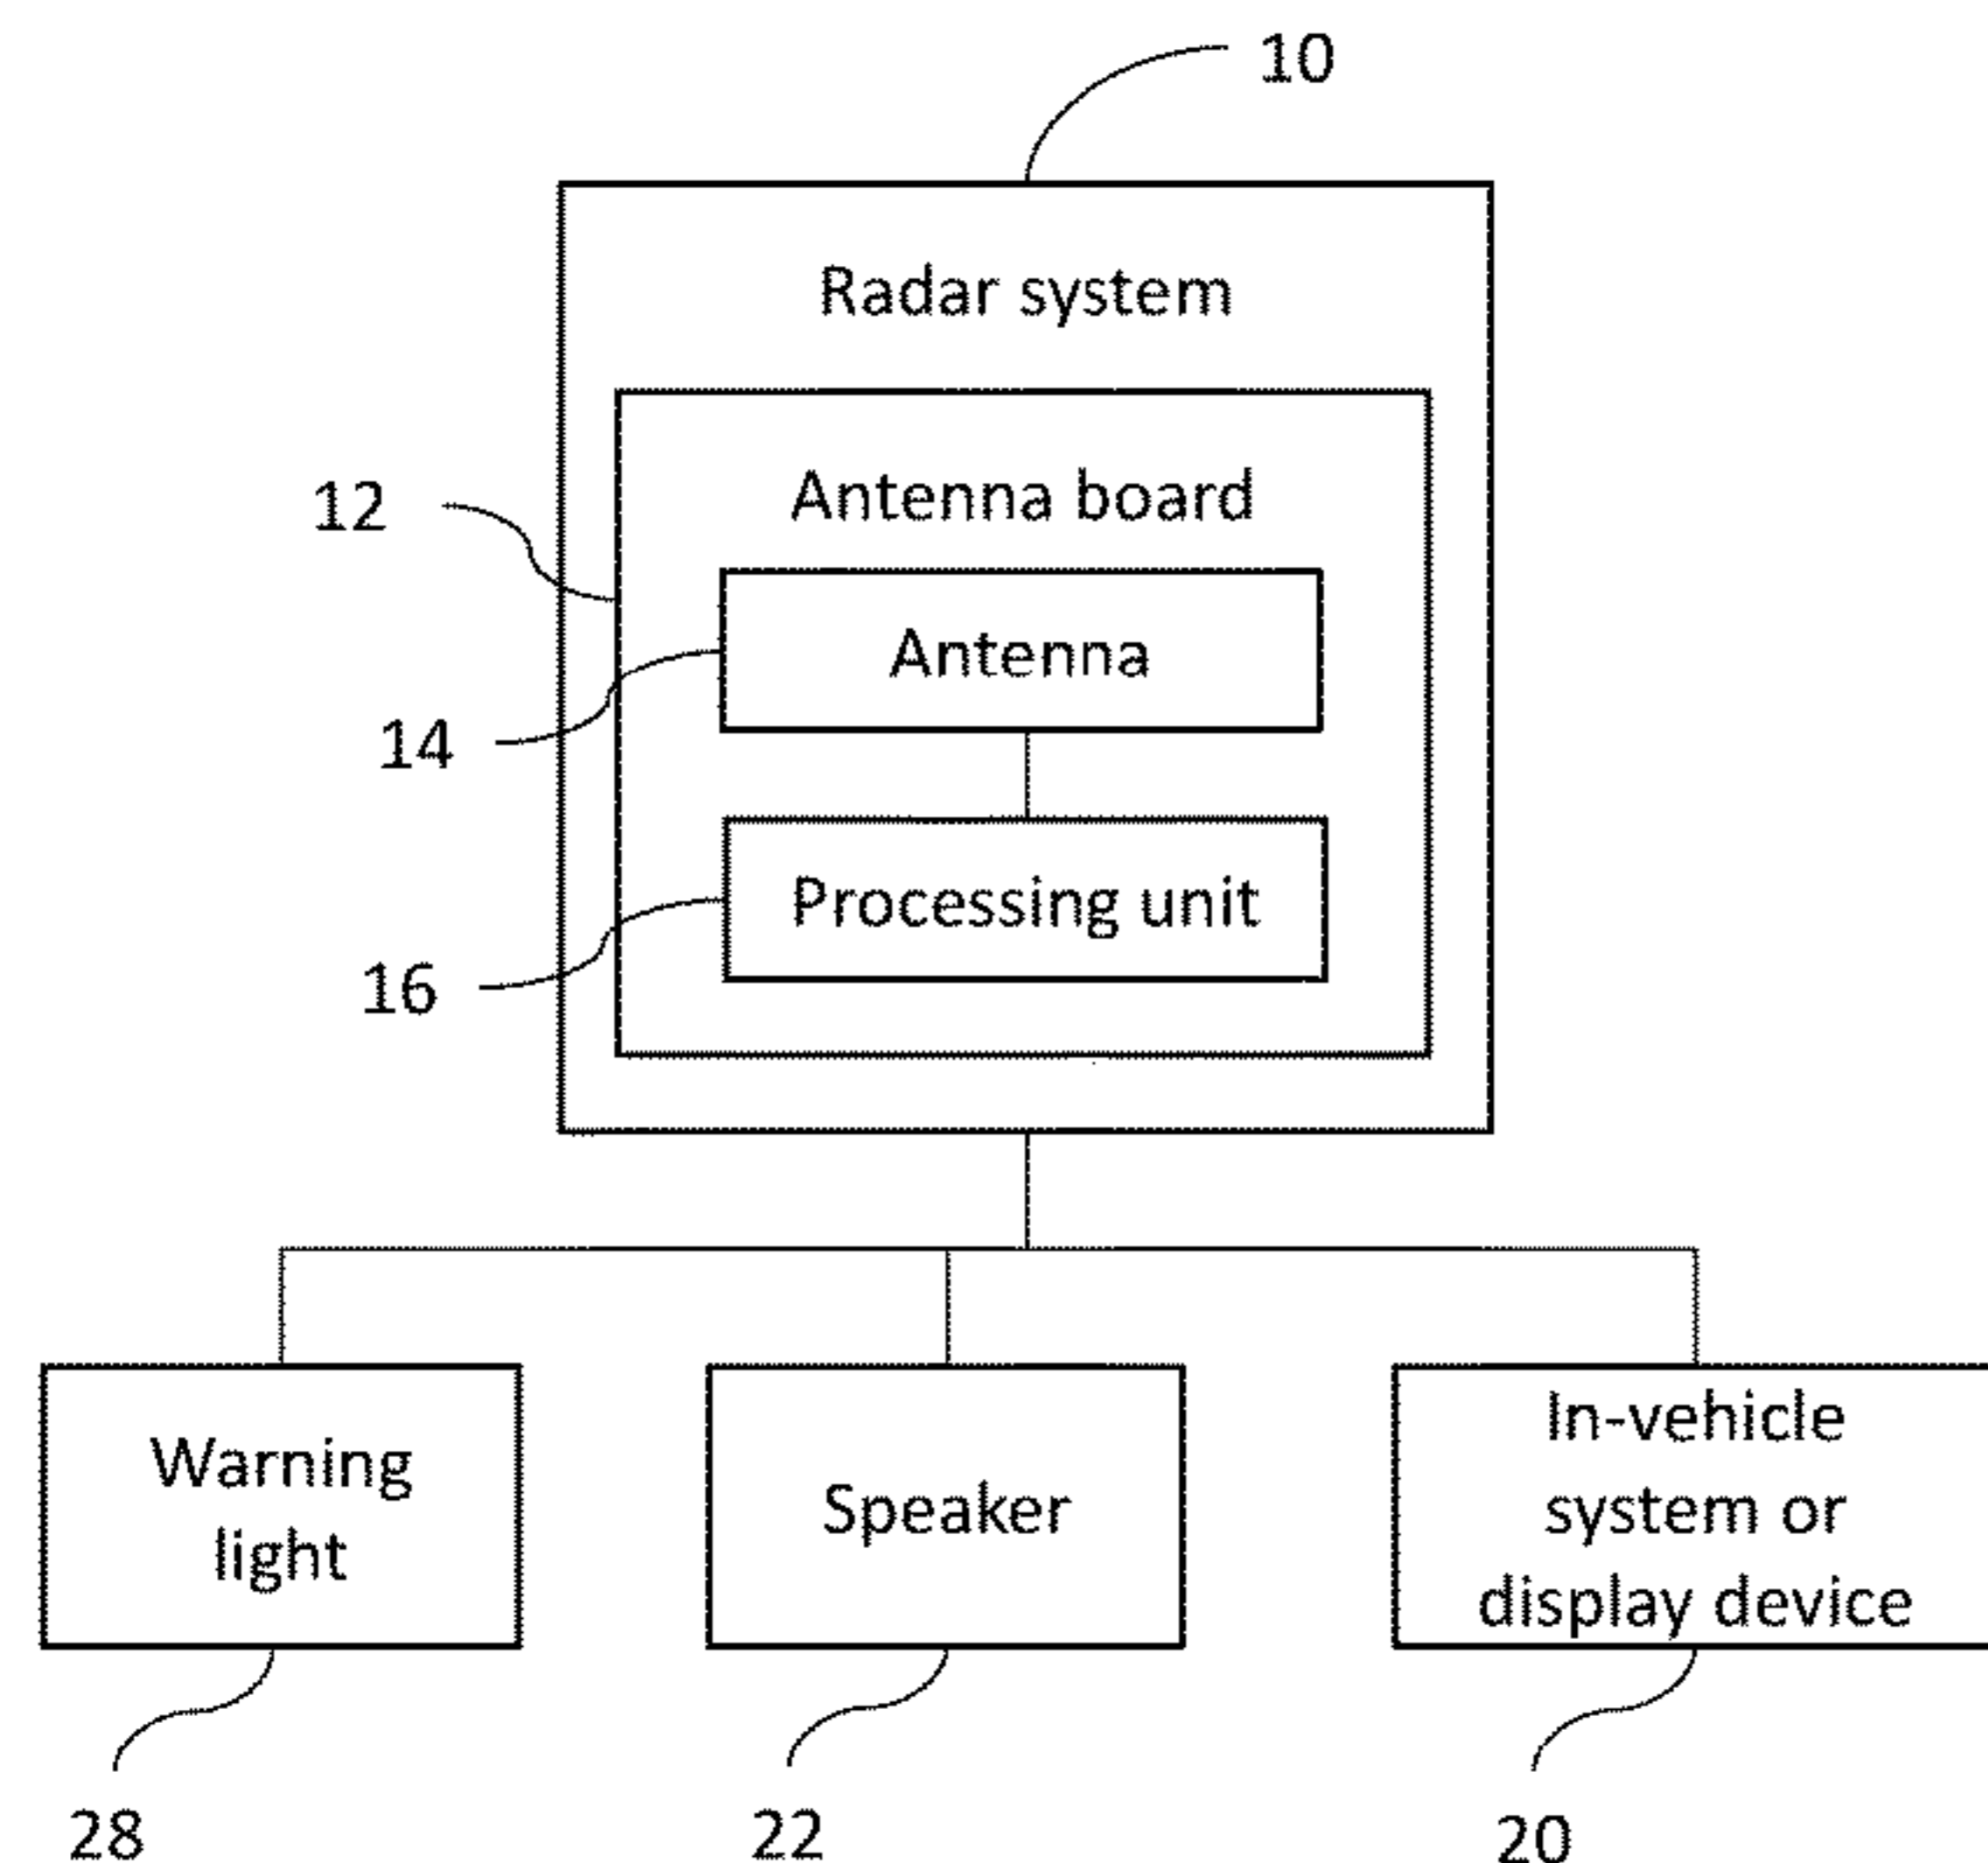 10
Radar system
12
Antenna board
Antenna
14
Processing unit
16
Warning
light
Speaker
In-vehicle
system or
display device
28
22
20